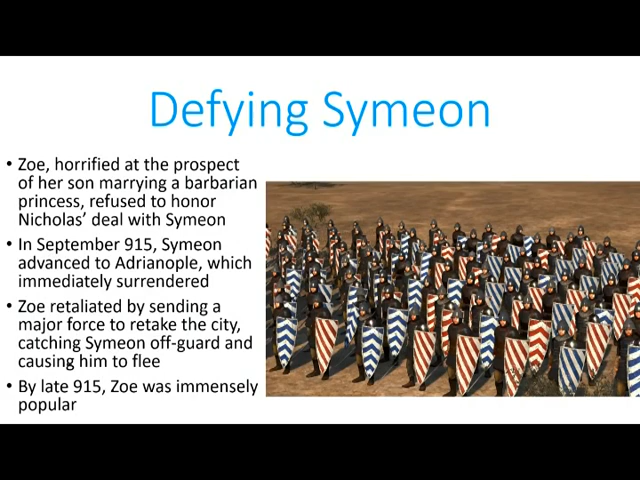 Defying Symeon
• Zoe, horrified at the prospect
of her son marrying a barbarian
princess, refused to honor
Nicholas' deal with Symeon
• In September 915, Symeon
advanced to Adrianople, which
immediately surrendered
• Zoe retaliated by sending a
major force to retake the city,
catching Symeon off-guard and
causing him to flee
• By late 915, Zoe was immensely
popular